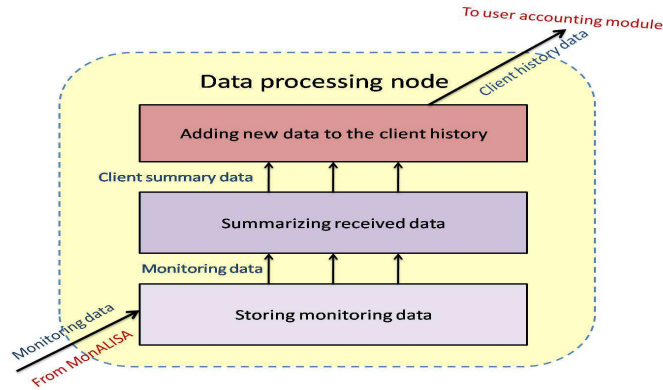 To user accounting module
Client history data
Data processing node
Adding new data to the client history
Client summary data
Summarizing received data
Monitoring data
Storing monitoring data
Monitoring data
From MonALISA